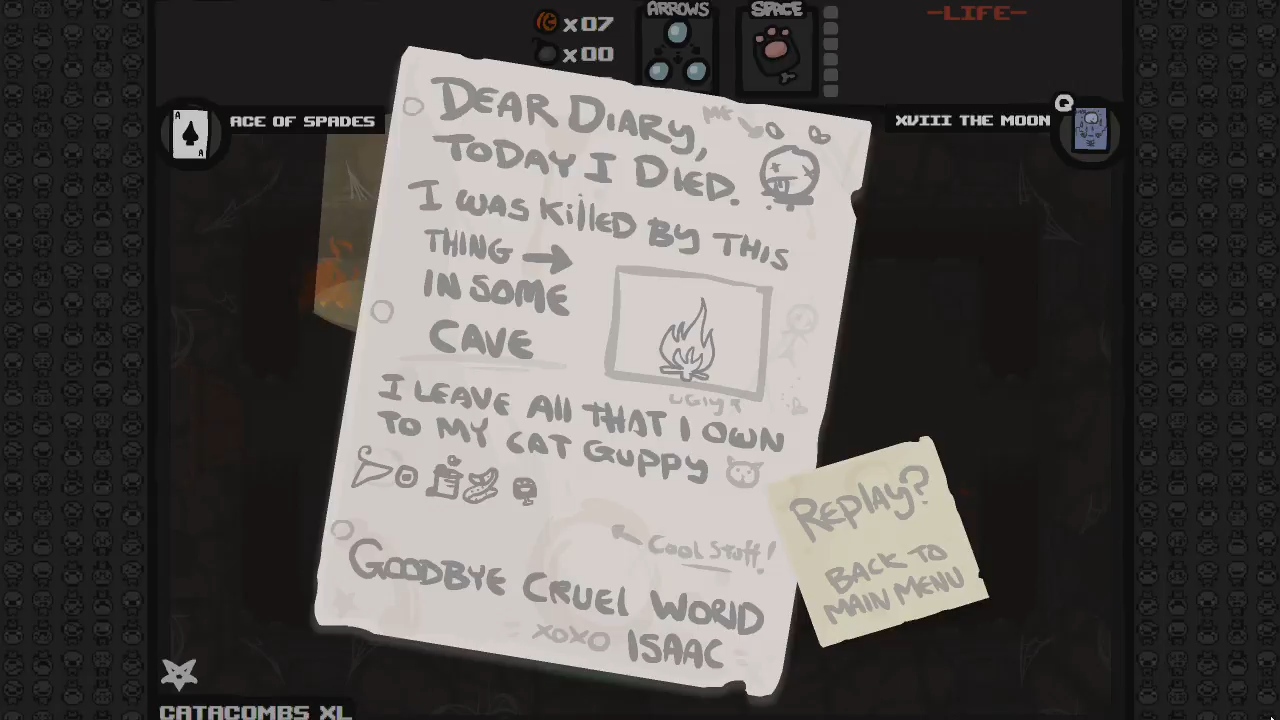 x07
x00
ARROWS
SPACE
-LIFE-
A
ACE OF SPADES
A
Q
XVIII THE MOON
DEAR DIARY,
ME
TODAY I DIED.
I WAS KillED BY THIS
THING →
IN SOME
CAVE
UGLY
I LEAVE All THAT I OWN
TO MY CAT GUPPY
COOL STUFF!
GOODBYE CRUEL WORLD
XOXO ISAAC
REPLAY?
BACK TO
MAIN MENU
CATACOMBS XL